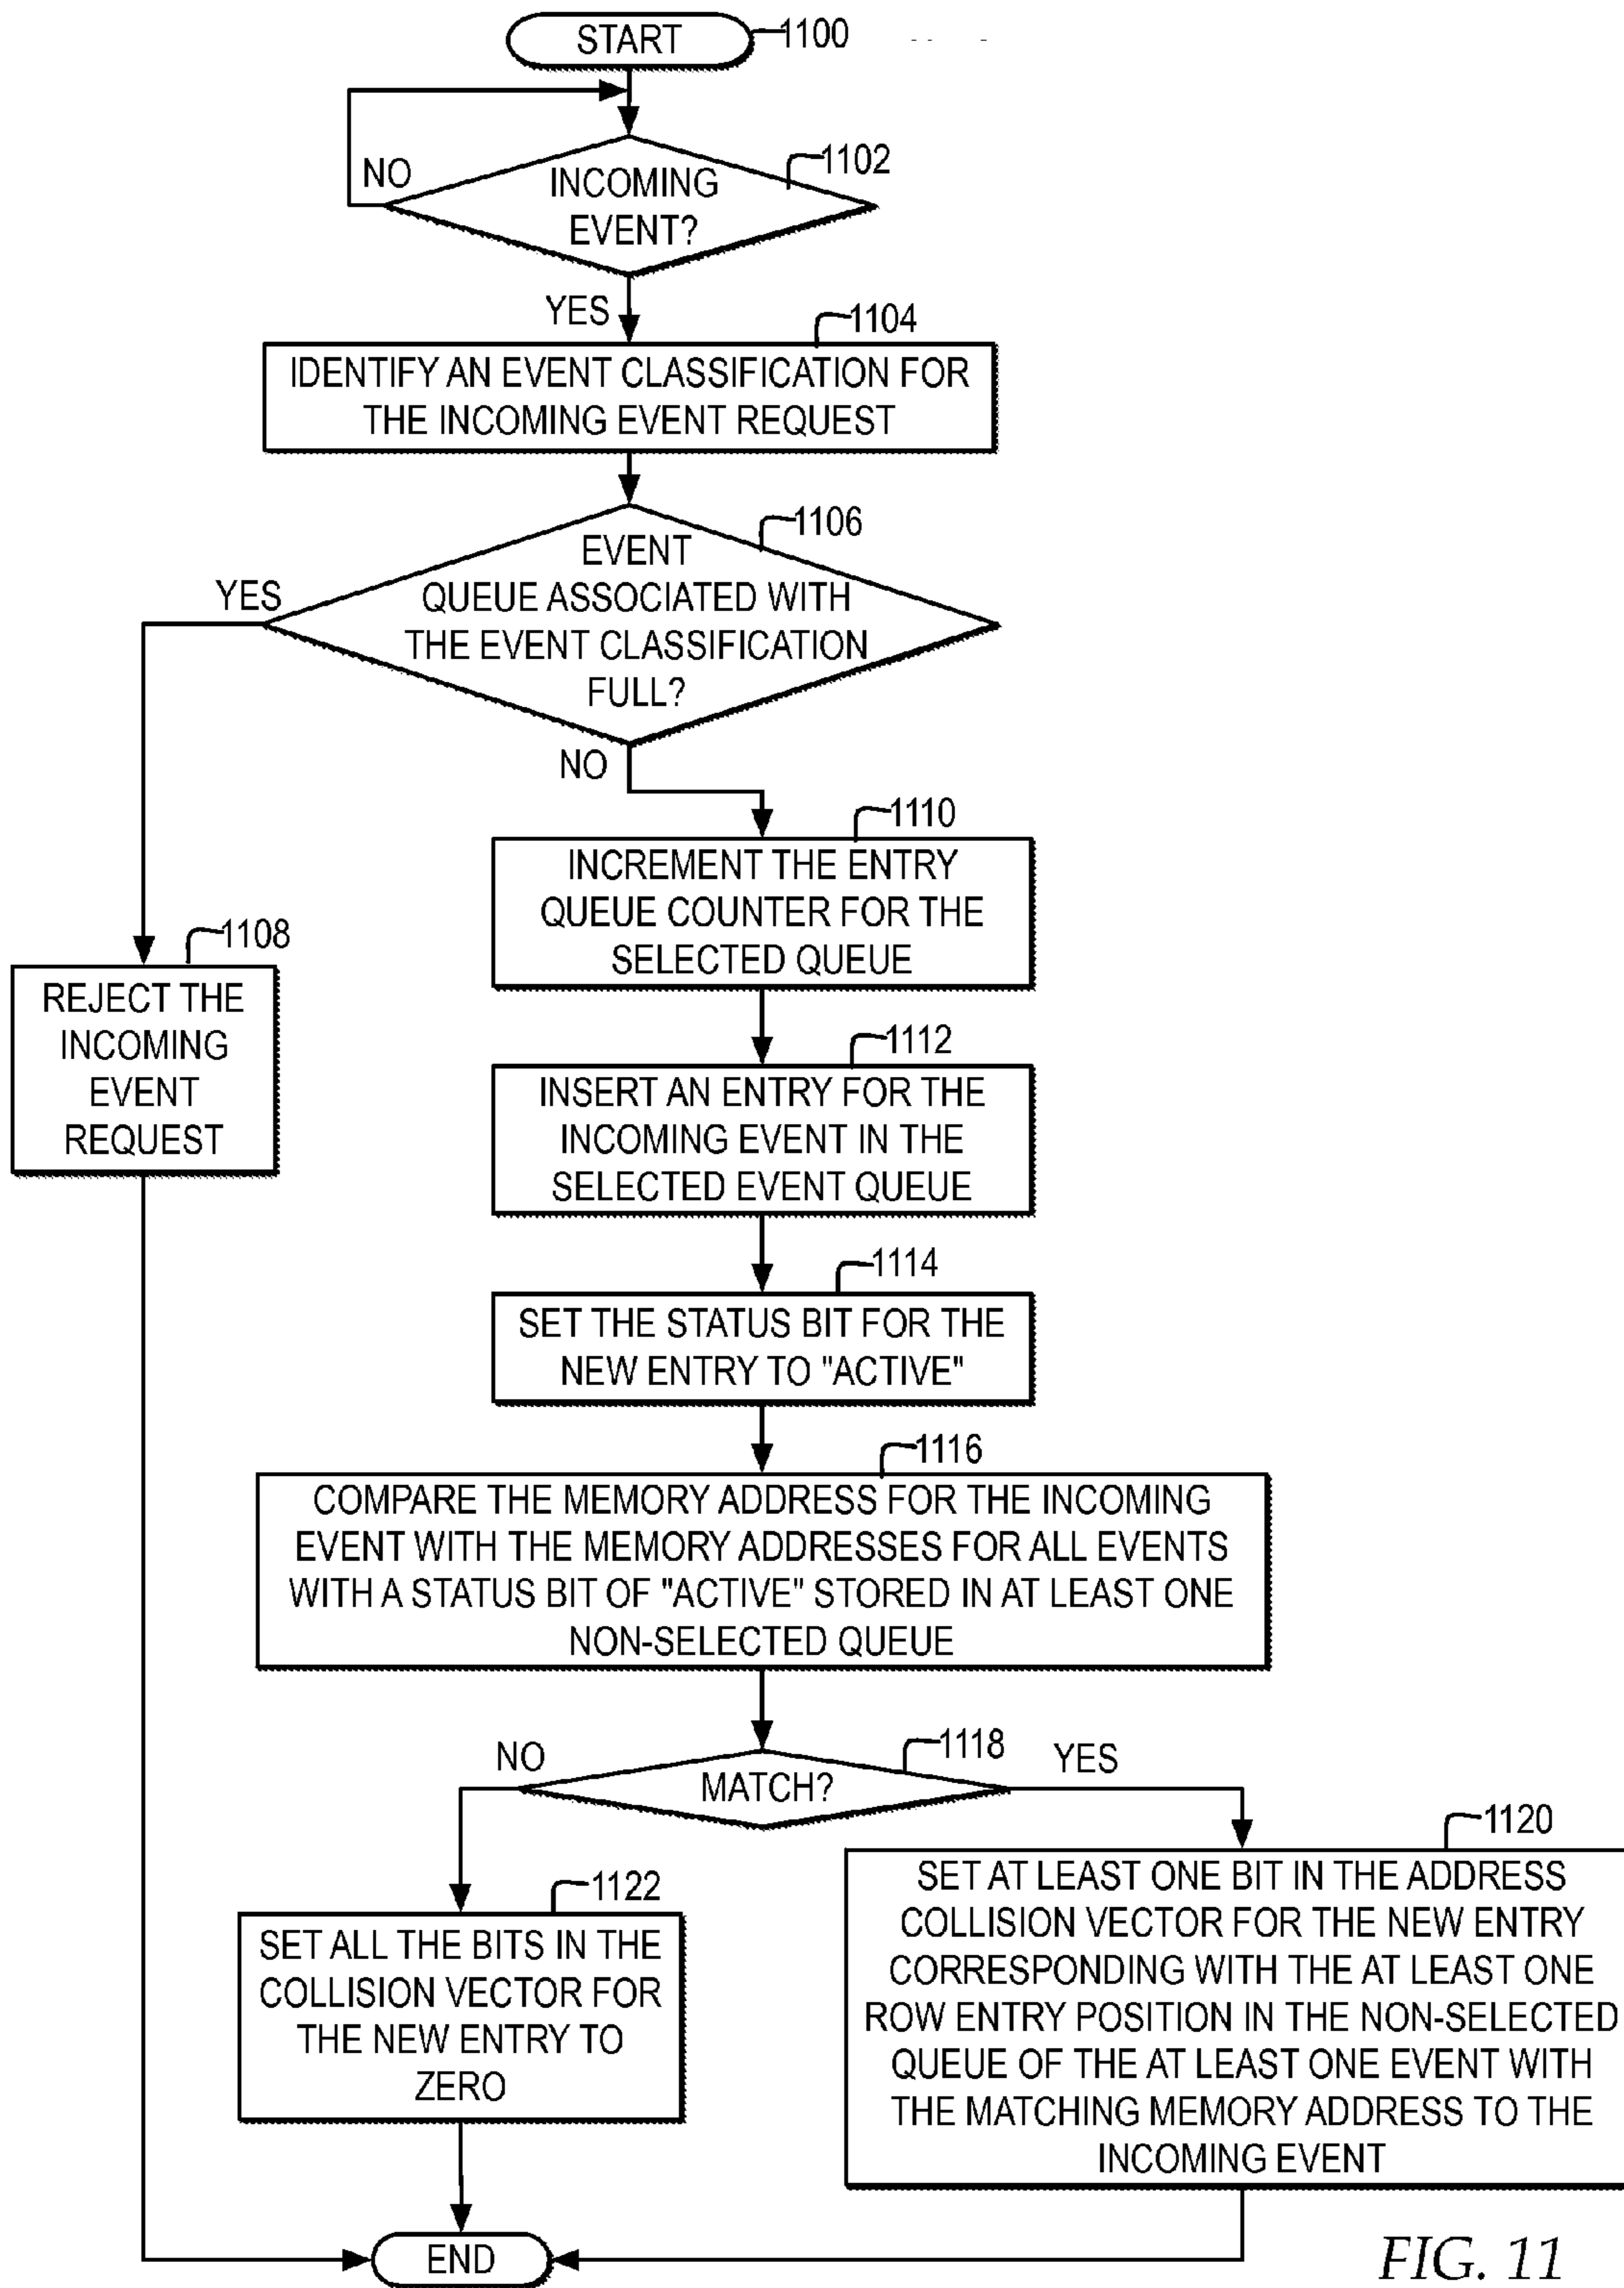 START
1100
NO
INCOMING
EVENT?
1102
YES
1104
IDENTIFY AN EVENT CLASSIFICATION FOR
THE INCOMING EVENT REQUEST
1106
EVENT
QUEUE ASSOCIATED WITH
THE EVENT CLASSIFICATION
FULL?
YES
NO
1108
REJECT THE
INCOMING
EVENT
REQUEST
1110
INCREMENT THE ENTRY
QUEUE COUNTER FOR THE
SELECTED QUEUE
1112
INSERT AN ENTRY FOR THE
INCOMING EVENT IN THE
SELECTED EVENT QUEUE
1114
SET THE STATUS BIT FOR THE
NEW ENTRY TO "ACTIVE"
1116
COMPARE THE MEMORY ADDRESS FOR THE INCOMING
EVENT WITH THE MEMORY ADDRESSES FOR ALL EVENTS
WITH A STATUS BIT OF "ACTIVE" STORED IN AT LEAST ONE
NON-SELECTED QUEUE
NO
MATCH?
1118
YES
1122
SET ALL THE BITS IN THE
COLLISION VECTOR FOR
THE NEW ENTRY TO
ZERO
1120
SET AT LEAST ONE BIT IN THE ADDRESS
COLLISION VECTOR FOR THE NEW ENTRY
CORRESPONDING WITH THE AT LEAST ONE
ROW ENTRY POSITION IN THE NON-SELECTED
QUEUE OF THE AT LEAST ONE EVENT WITH
THE MATCHING MEMORY ADDRESS TO THE
INCOMING EVENT
END
FIG. 11